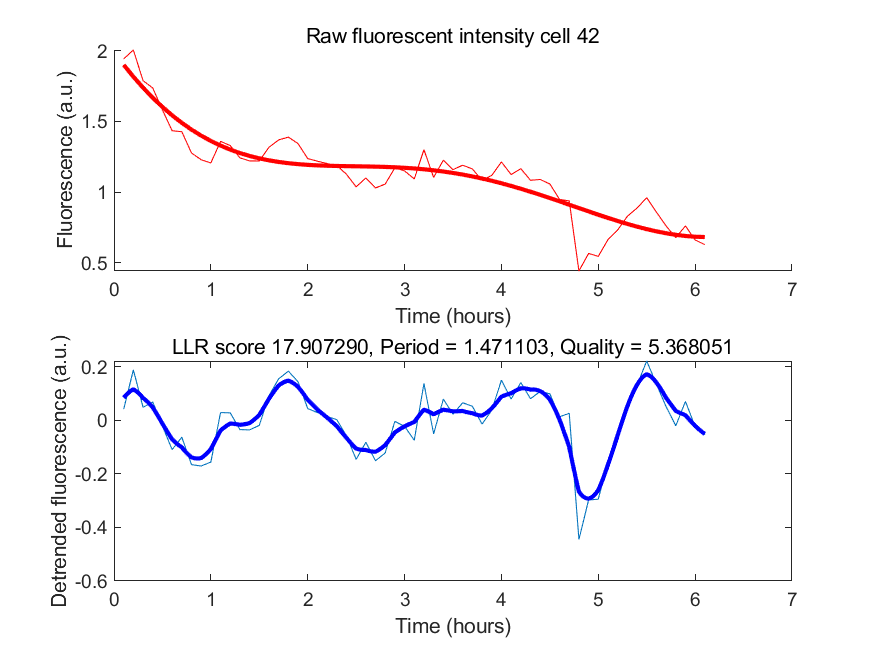 Raw fluorescent intensity cell 42
2
1.5
1
0.5
Fluorescence (a.u.)
0 1 2 3 4 5 6 7
Time (hours)
LLR score 17.907290, Period = 1.471103, Quality = 5.368051
0.2
0
-0.2
-0.4
-0.6
Detrended fluorescence (a.u.)
0 1 2 3 4 5 6 7
Time (hours)